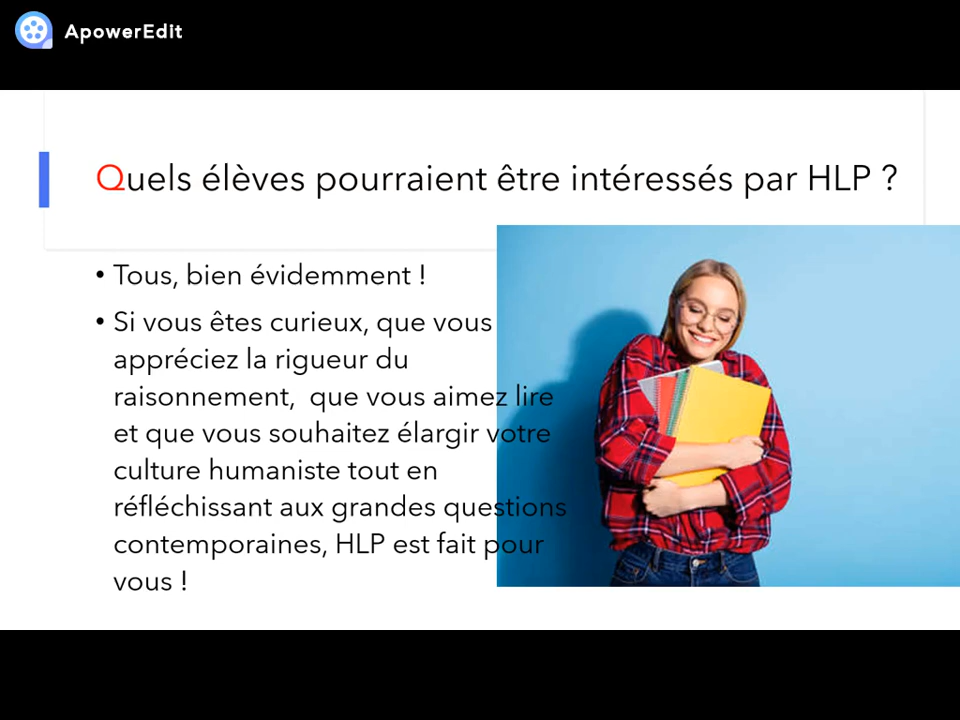 ApowerEdit
Quels élèves pourraient être intéressés par HLP ?
• Tous, bien évidemment !
• Si vous êtes curieux, que vous
appréciez la rigueur du
raisonnement, que vous aimez lire
et que vous souhaitez élargir votre
culture humaniste tout en
réfléchissant aux grandes questions
contemporaines, HLP est fait pour
vous !